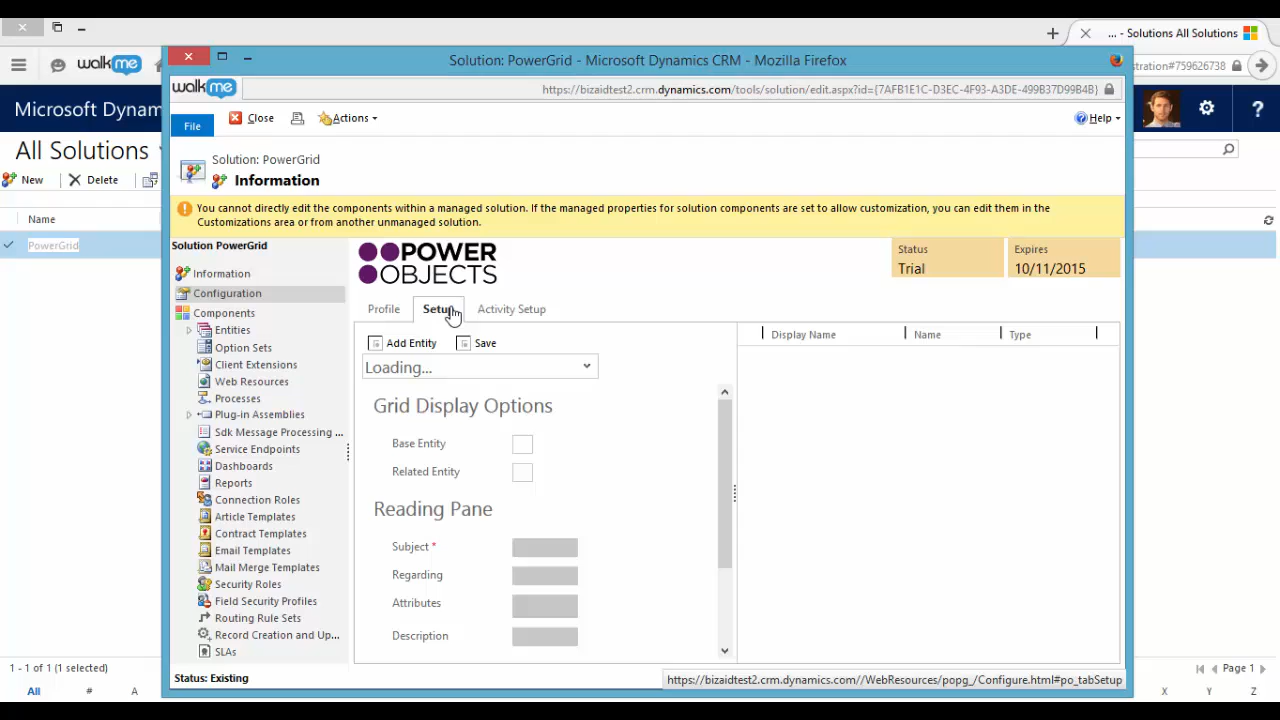 ... - Solutions All Solutions
walkme
stration#759626738
Solution: PowerGrid - Microsoft Dynamics CRM - Mozilla Firefox
walkme
https://bizaidtest2.crm.dynamics.com/tools/solution/edit.aspx?id={7AFB1E1C-D3EC-4F93-A3DE-499B37D99B4B}
Microsoft Dynam
File
Close
Actions
Help
?
All Solutions
New
Delete
Name
PowerGrid
Solution: PowerGrid
Information
You cannot directly edit the components within a managed solution. If the managed properties for solution components are set to allow customization, you can edit them in the
Customizations area or from another unmanaged solution.
Solution PowerGrid
Information
Configuration
Components
Entities
Option Sets
Client Extensions
Web Resources
Processes
Plug-in Assemblies
Sdk Message Processing ...
Service Endpoints
Dashboards
Reports
Connection Roles
Article Templates
Contract Templates
Email Templates
Mail Merge Templates
Security Roles
Field Security Profiles
Routing Rule Sets
Record Creation and Up...
SLAs
POWER
OBJECTS
Status
Trial
Expires
10/11/2015
Profile
Setup
Activity Setup
Add Entity
Save
Loading...
Grid Display Options
Base Entity
Related Entity
Reading Pane
Subject *
Regarding
Attributes
Description
Display Name
Name
Type
Status: Existing
https://bizaidtest2.crm.dynamics.com//WebResources/popg_/Configure.html#po_tabSetup
1 - 1 of 1 (1 selected)
Page 1
All
#
A
X
Y
Z